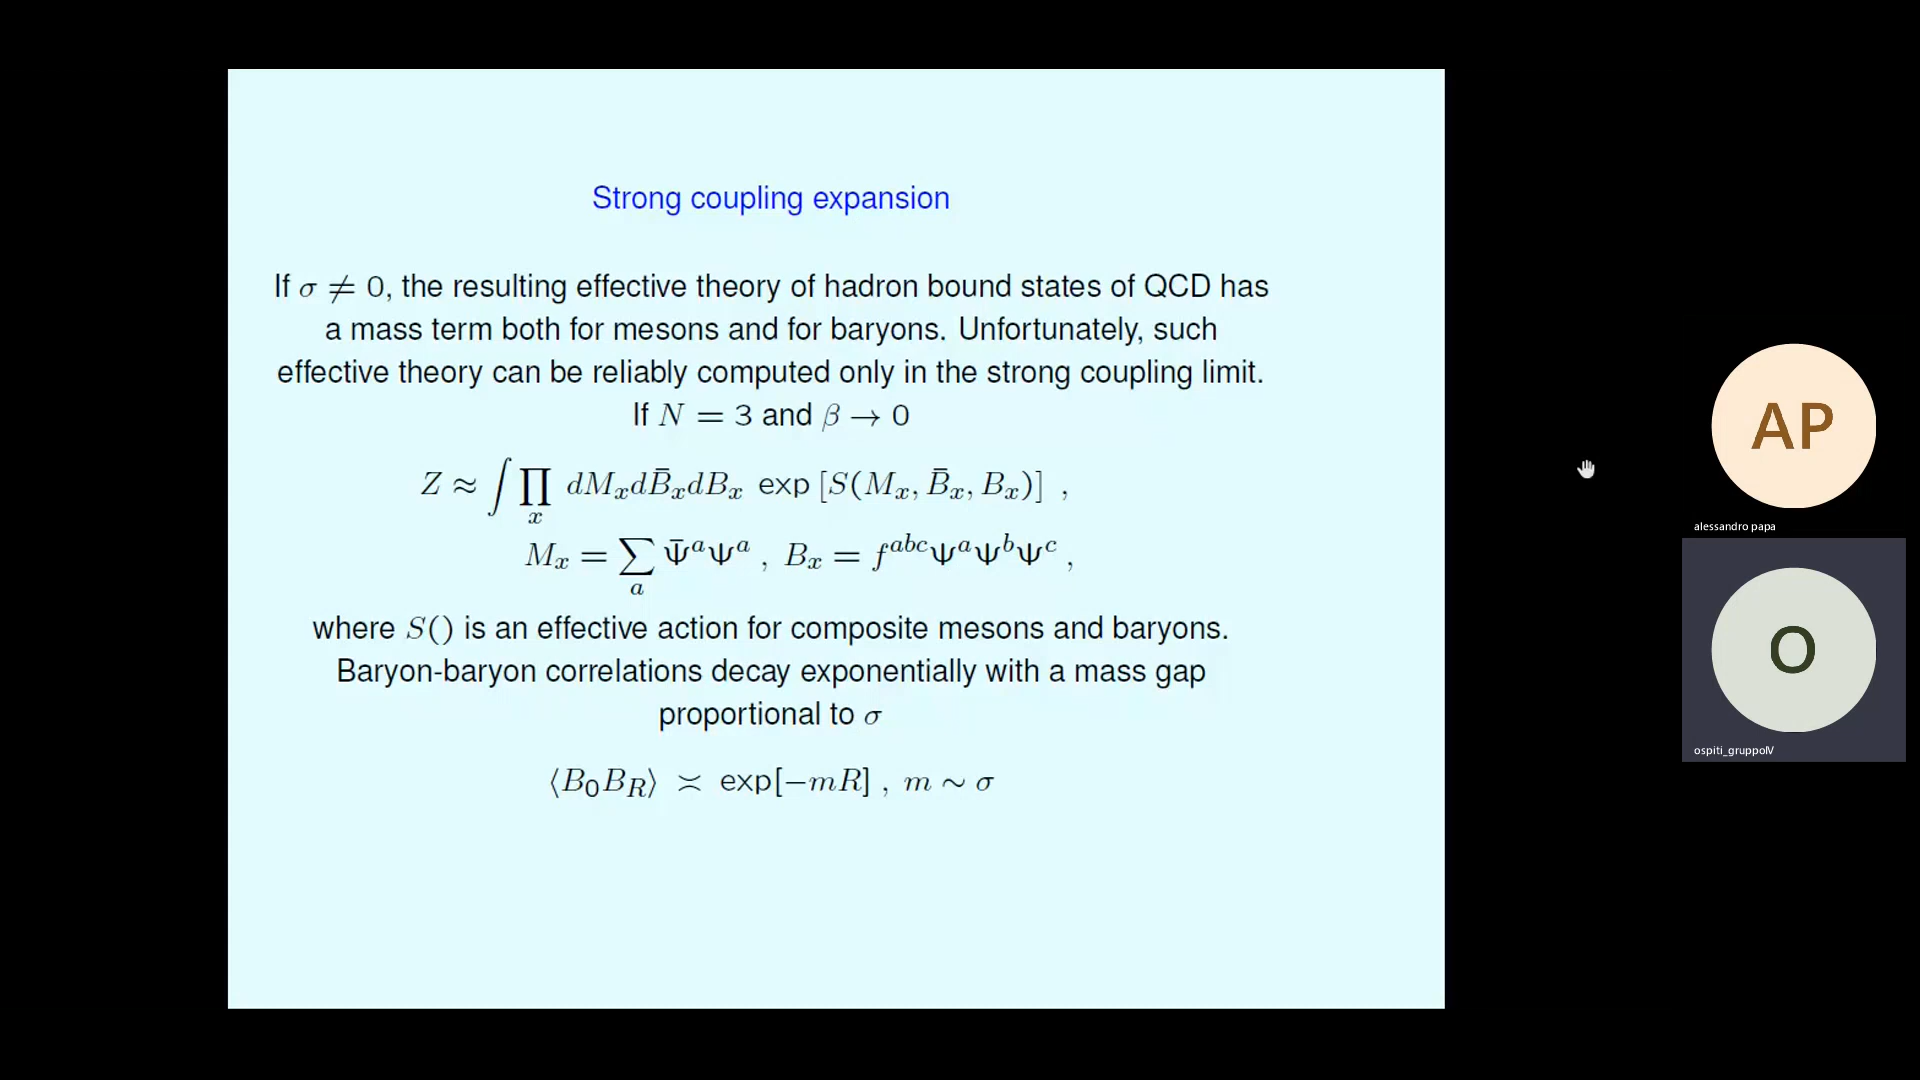 Strong coupling expansion
If σ ≠ 0, the resulting effective theory of hadron bound states of QCD has
a mass term both for mesons and for baryons. Unfortunately, such
effective theory can be reliably computed only in the strong coupling limit.
If N = 3 and β → 0
Z ≈ ∫ ∏_x dM_x dB̄_x dB_x exp [S(M_x, B̄_x, B_x)] ,
M_x = ∑_a Ψ̄^a Ψ^a , B_x = f^{abc} Ψ^a Ψ^b Ψ^c ,
where S() is an effective action for composite mesons and baryons.
Baryon-baryon correlations decay exponentially with a mass gap
proportional to σ
⟨B_0 B_R⟩ ≍ exp[−mR] , m ∼ σ
AP
alessandro papa
O
ospiti_gruppoIV